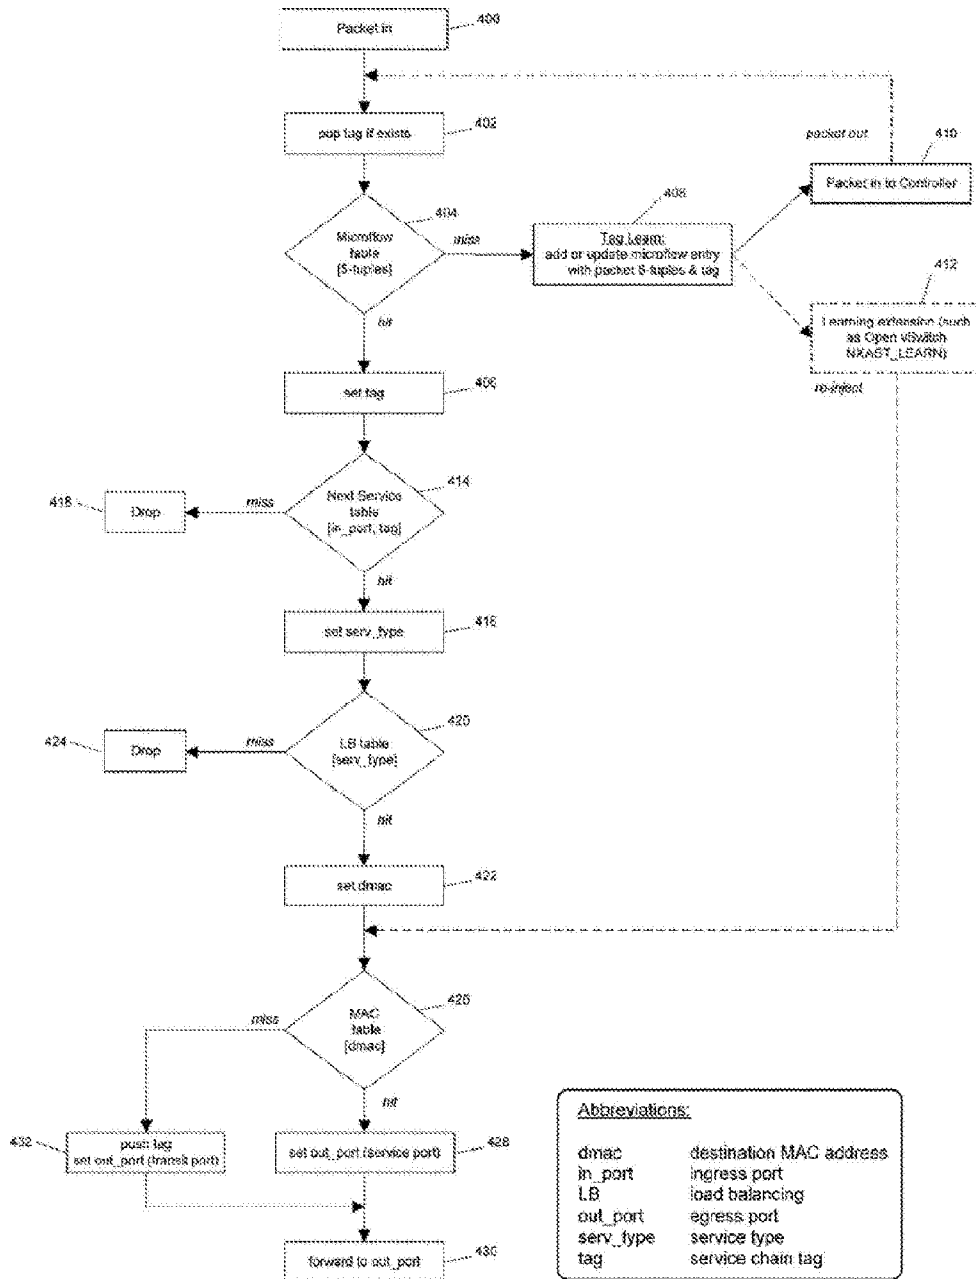 Packet in
400
pop tag if exists
402
packet out
410
Packet in to Controller
404
Microflow
table
[5-tuples]
miss
408
Tag Learn:
add or update microflow entry
with packet 5-tuples & tag
412
Learning extension (such
as Open vSwitch
NXAST_LEARN)
re-inject
hit
set tag
406
414
Next Service
table
[in_port, tag]
miss
418
Drop
hit
set serv_type
416
420
LB table
[serv_type]
miss
424
Drop
hit
set dmac
422
426
MAC
table
[dmac]
miss
hit
432
push tag
set out_port (transit port)
set out_port (service port)
428
forward to out_port
430
Abbreviations:
dmac destination MAC address
in_port ingress port
LB load balancing
out_port egress port
serv_type service type
tag service chain tag